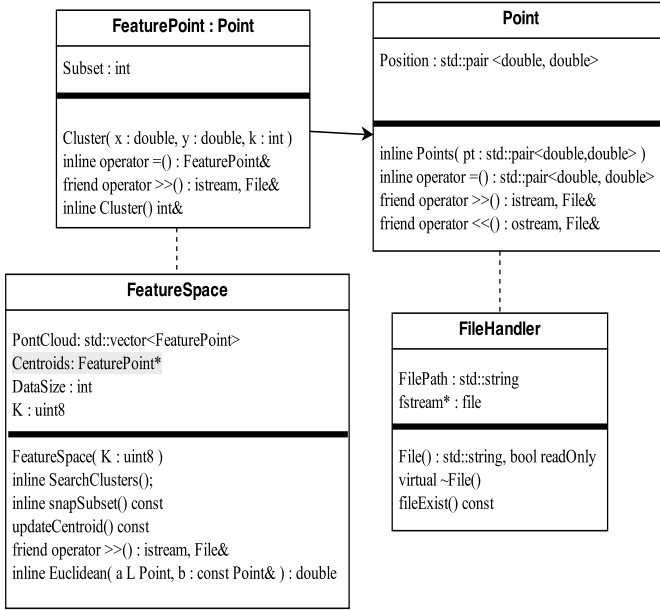 FeaturePoint : Point
Subset : int
Cluster( x : double, y : double, k : int )
inline operator =() : FeaturePoint&
friend operator >>() : istream, File&
inline Cluster() int&
Point
Position : std::pair <double, double>
inline Points( pt : std::pair<double,double> )
inline operator =() : std::pair<double, double>
friend operator >>() : istream, File&
friend operator <<() : ostream, File&
FeatureSpace
PontCloud: std::vector<FeaturePoint>
Centroids: FeaturePoint*
DataSize : int
K : uint8
FeatureSpace( K : uint8 )
inline SearchClusters();
inline snapSubset() const
updateCentroid() const
friend operator >>() : istream, File&
inline Euclidean( a L Point, b : const Point& ) : double
FileHandler
FilePath : std::string
fstream* : file
File() : std::string, bool readOnly
virtual ~File()
fileExist() const